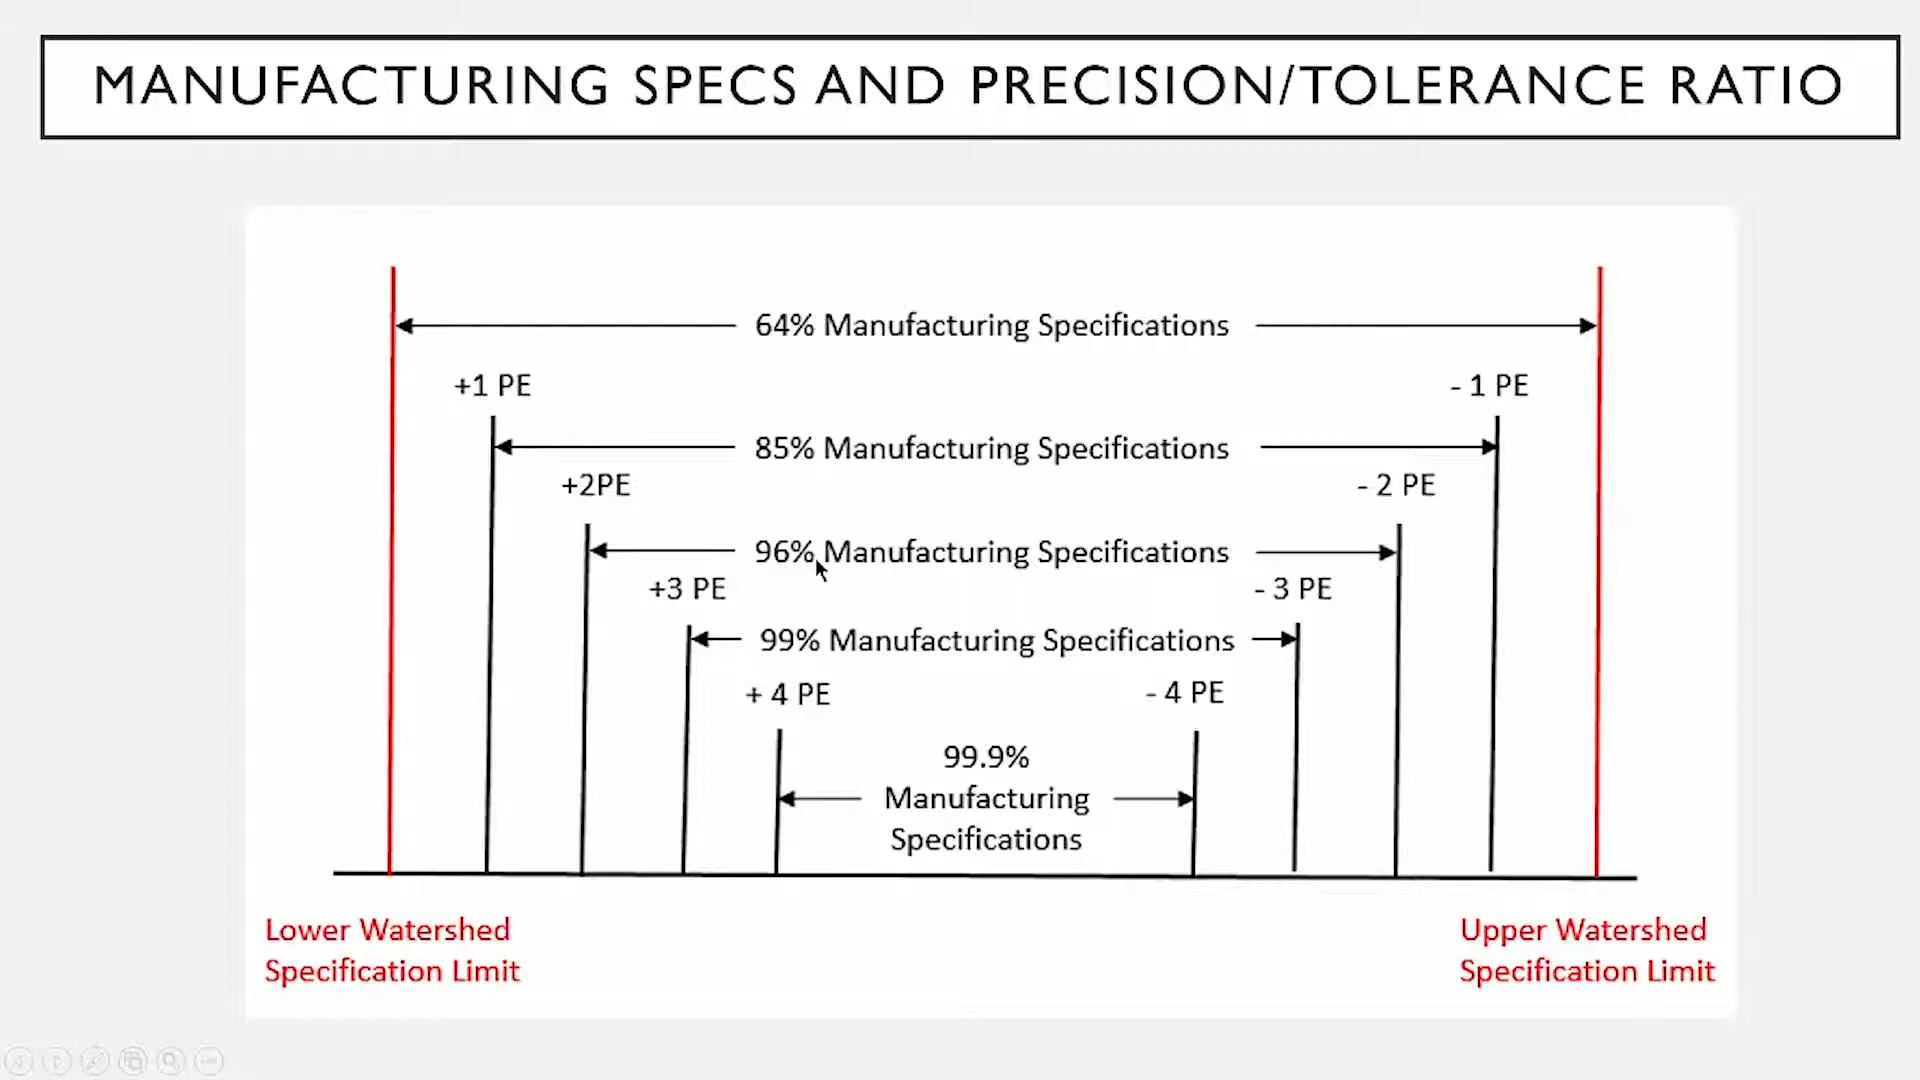 MANUFACTURING SPECS AND PRECISION/TOLERANCE RATIO
64% Manufacturing Specifications
+1 PE
- 1 PE
85% Manufacturing Specifications
+2PE
- 2 PE
96% Manufacturing Specifications
+3 PE
- 3 PE
99% Manufacturing Specifications
+ 4 PE
- 4 PE
99.9%
Manufacturing
Specifications
Lower Watershed
Specification Limit
Upper Watershed
Specification Limit